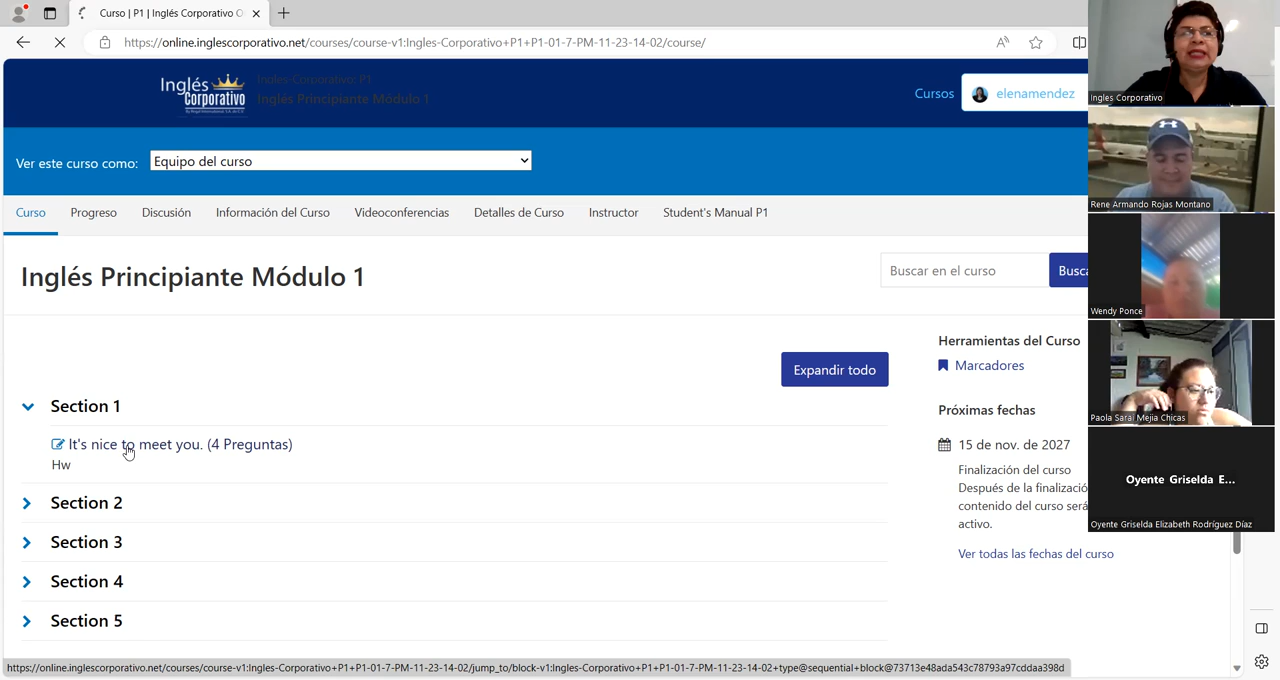 Curso | P1 | Inglés Corporativo O
https://online.inglescorporativo.net/courses/course-v1:Ingles-Corporativo+P1+P1-01-7-PM-11-23-14-02/course/
Inglés Corporativo
Ingles-Corporativo: P1
Inglés Principiante Módulo 1
Cursos
elenamendez
Ver este curso como:
Equipo del curso
Curso
Progreso
Discusión
Información del Curso
Videoconferencias
Detalles de Curso
Instructor
Student's Manual P1
Inglés Principiante Módulo 1
Buscar en el curso
Busca
Expandir todo
Section 1
It's nice to meet you. (4 Preguntas)
Hw
Section 2
Section 3
Section 4
Section 5
Herramientas del Curso
Marcadores
Próximas fechas
15 de nov. de 2027
Finalización del curso
Después de la finalizació
contenido del curso será
activo.
Ver todas las fechas del curso
https://online.inglescorporativo.net/courses/course-v1:Ingles-Corporativo+P1+P1-01-7-PM-11-23-14-02/jump_to/block-v1:Ingles-Corporativo+P1+P1-01-7-PM-11-23-14-02+type@sequential+block@73713e48ada543c78793a97cddaa398d
Ingles Corporativo
Rene Armando Rojas Montano
Wendy Ponce
Paola Sarai Mejia Chicas
Oyente Griselda E...
Oyente Griselda Elizabeth Rodríguez Díaz